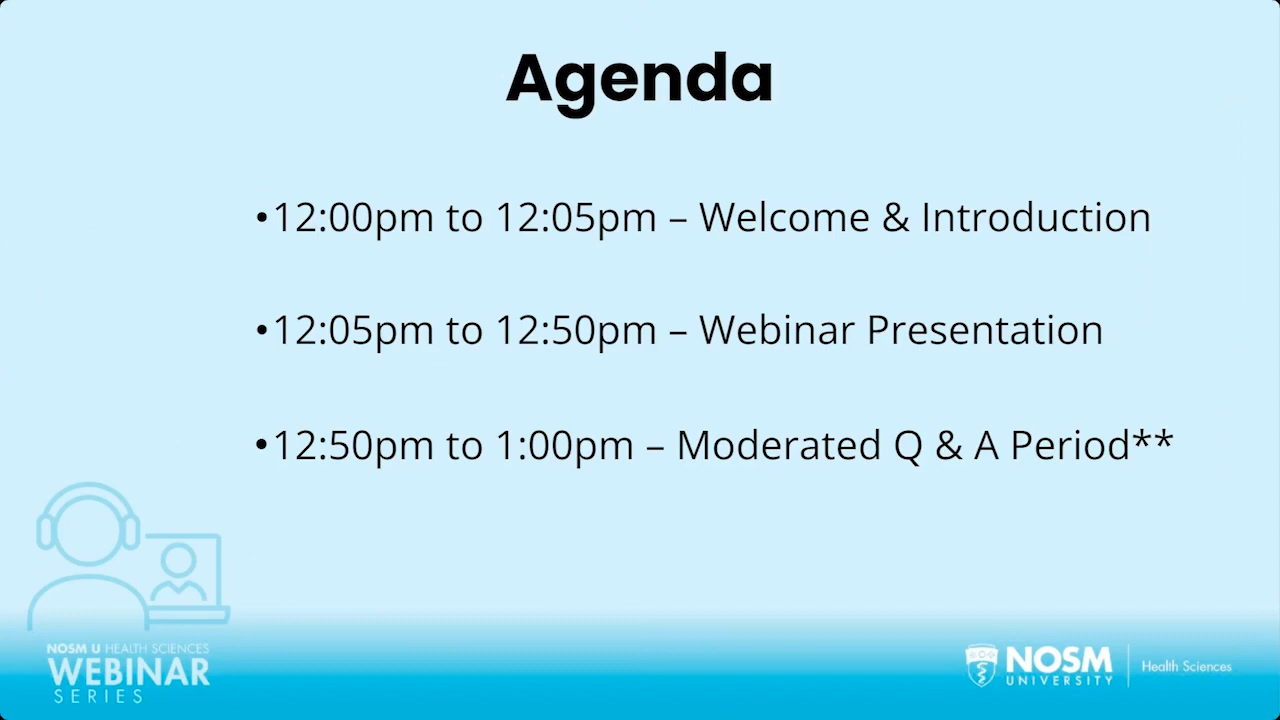 Agenda
•12:00pm to 12:05pm – Welcome & Introduction
•12:05pm to 12:50pm – Webinar Presentation
•12:50pm to 1:00pm – Moderated Q & A Period**
NOSM U HEALTH SCIENCES
WEBINAR
SERIES
NOSM
UNIVERSITY
Health Sciences